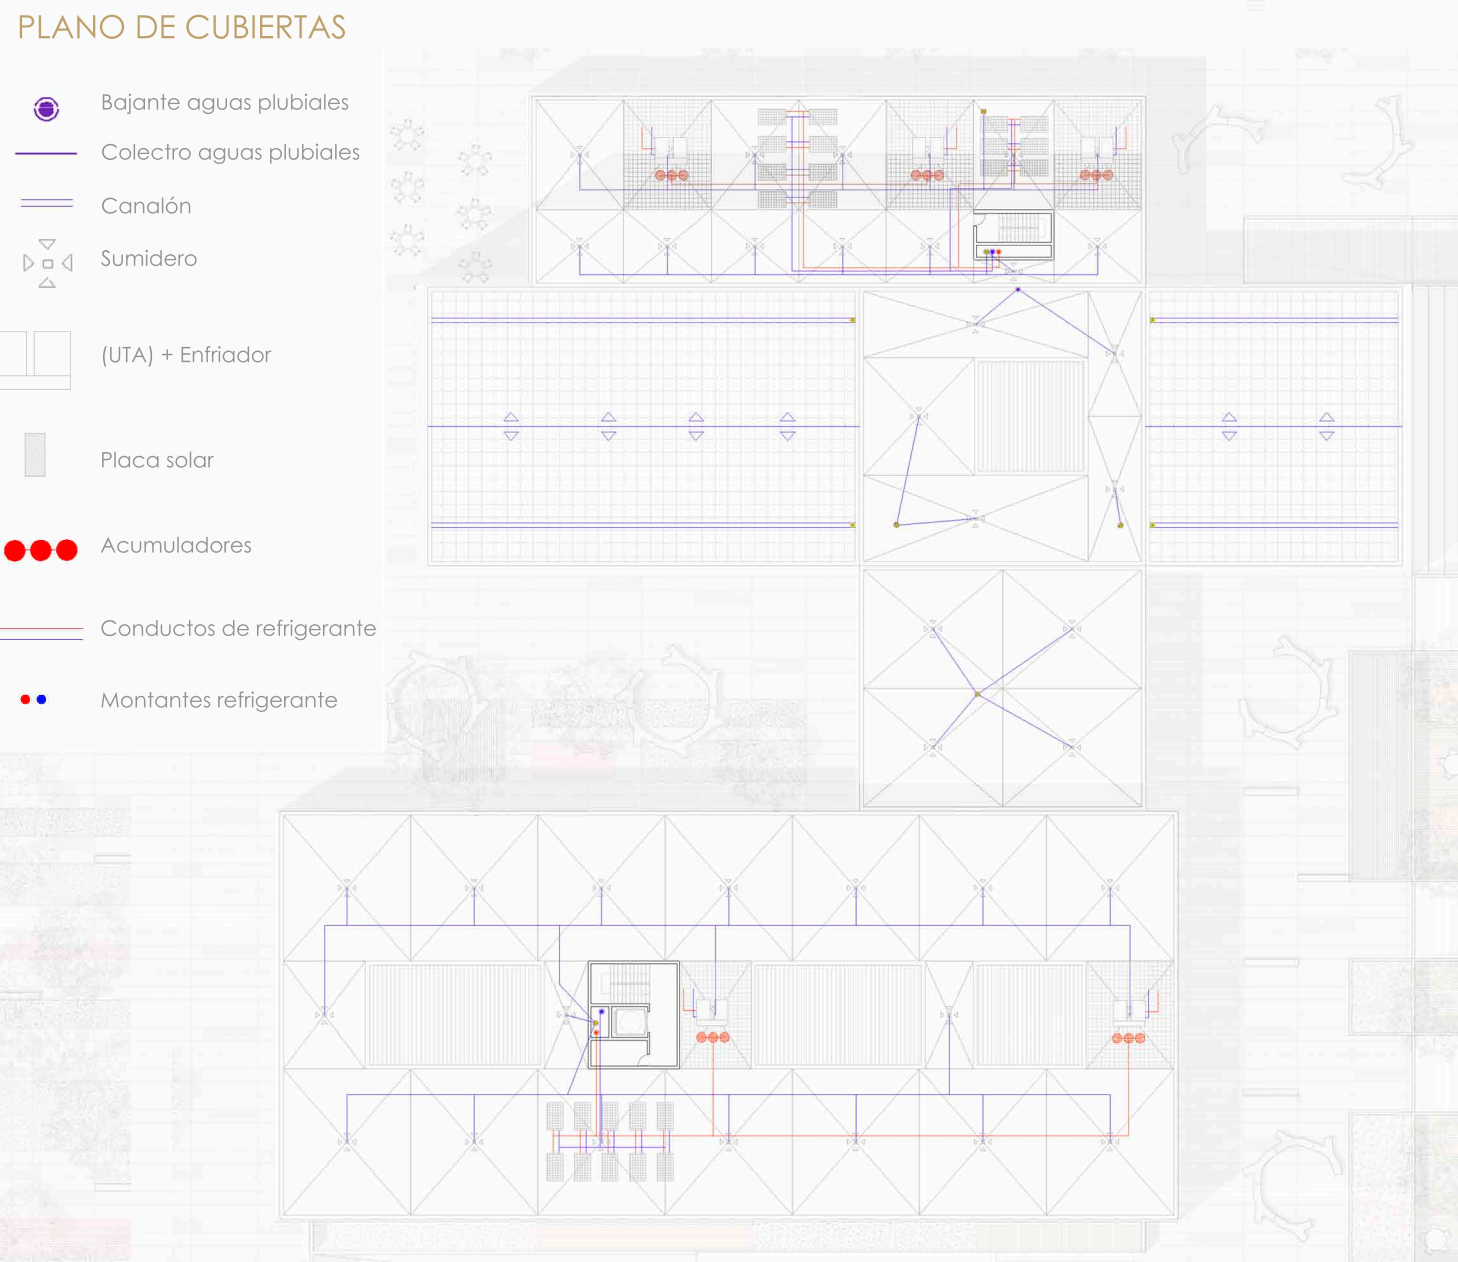 PLANO DE CUBIERTAS
Bajante aguas plubiales
Colectro aguas plubiales
Canalón
Sumidero
(UTA) + Enfriador
Placa solar
Acumuladores
Conductos de refrigerante
Montantes refrigerante